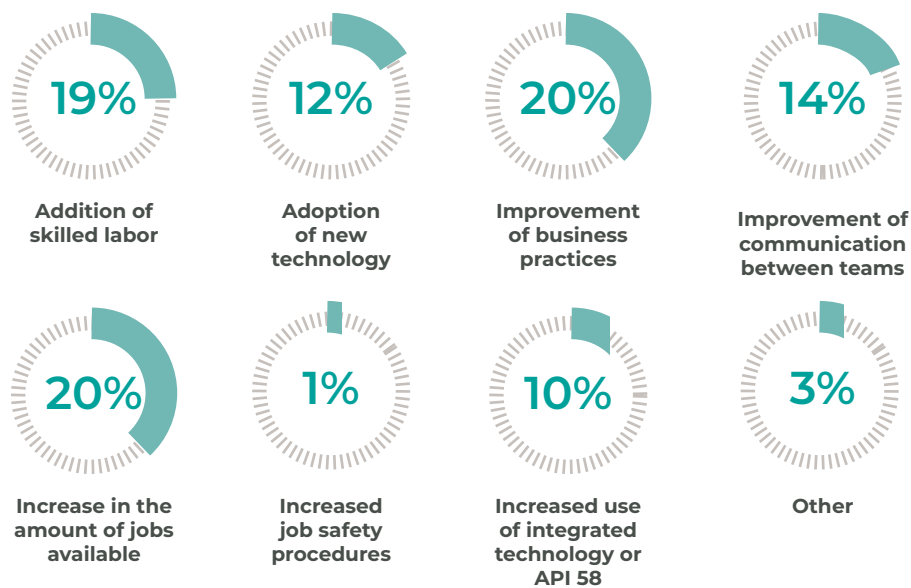 19%
12%
20%
14%
Addition of
skilled labor
Adoption
of new
technology
Improvement
of business
practices
Improvement of
communication
between teams
20%
1%
10%
3%
Increase in the
amount of jobs
available
Increased
job safety
procedures
Increased use
of integrated
technology or
API 58
Other